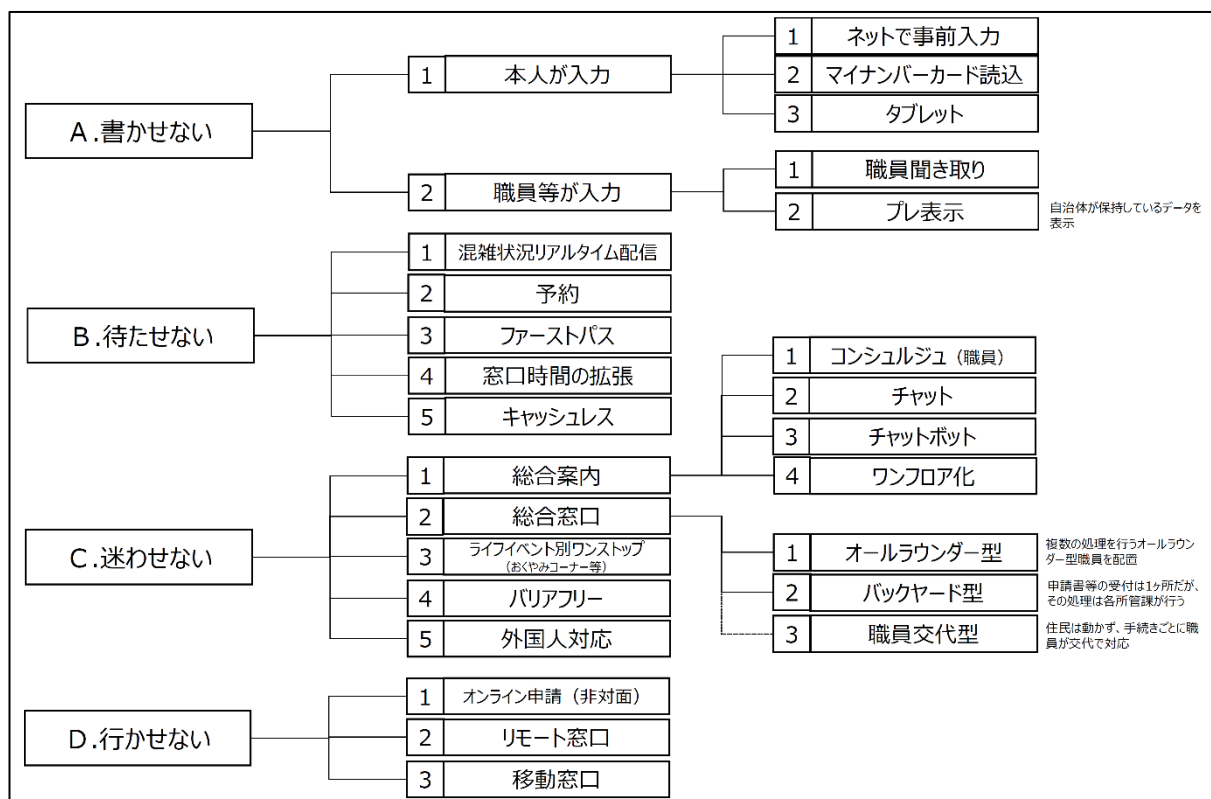 A.書かせない
1 本人が入力
1 ネットで事前入力
2 マイナンバーカード読込
3 タブレット
2 職員等が入力
1 職員聞き取り
2 プレ表示
自治体が保持しているデータを
表示
B.待たせない
1 混雑状況リアルタイム配信
2 予約
3 ファーストパス
4 窓口時間の拡張
5 キャッシュレス
C.迷わせない
1 総合案内
1 コンシュルジュ（職員）
2 チャット
3 チャットボット
4 ワンフロア化
2 総合窓口
1 オールラウンダー型
複数の処理を行うオールラウン
ダー型職員を配置
2 バックヤード型
申請書等の受付は1ヶ所だが、
その処理は各所管課が行う
3 職員交代型
住民は動かず、手続きごとに職
員が交代で対応
3 ライフイベント別ワンストップ
（おくやみコーナー等）
4 バリアフリー
5 外国人対応
D.行かせない
1 オンライン申請（非対面）
2 リモート窓口
3 移動窓口